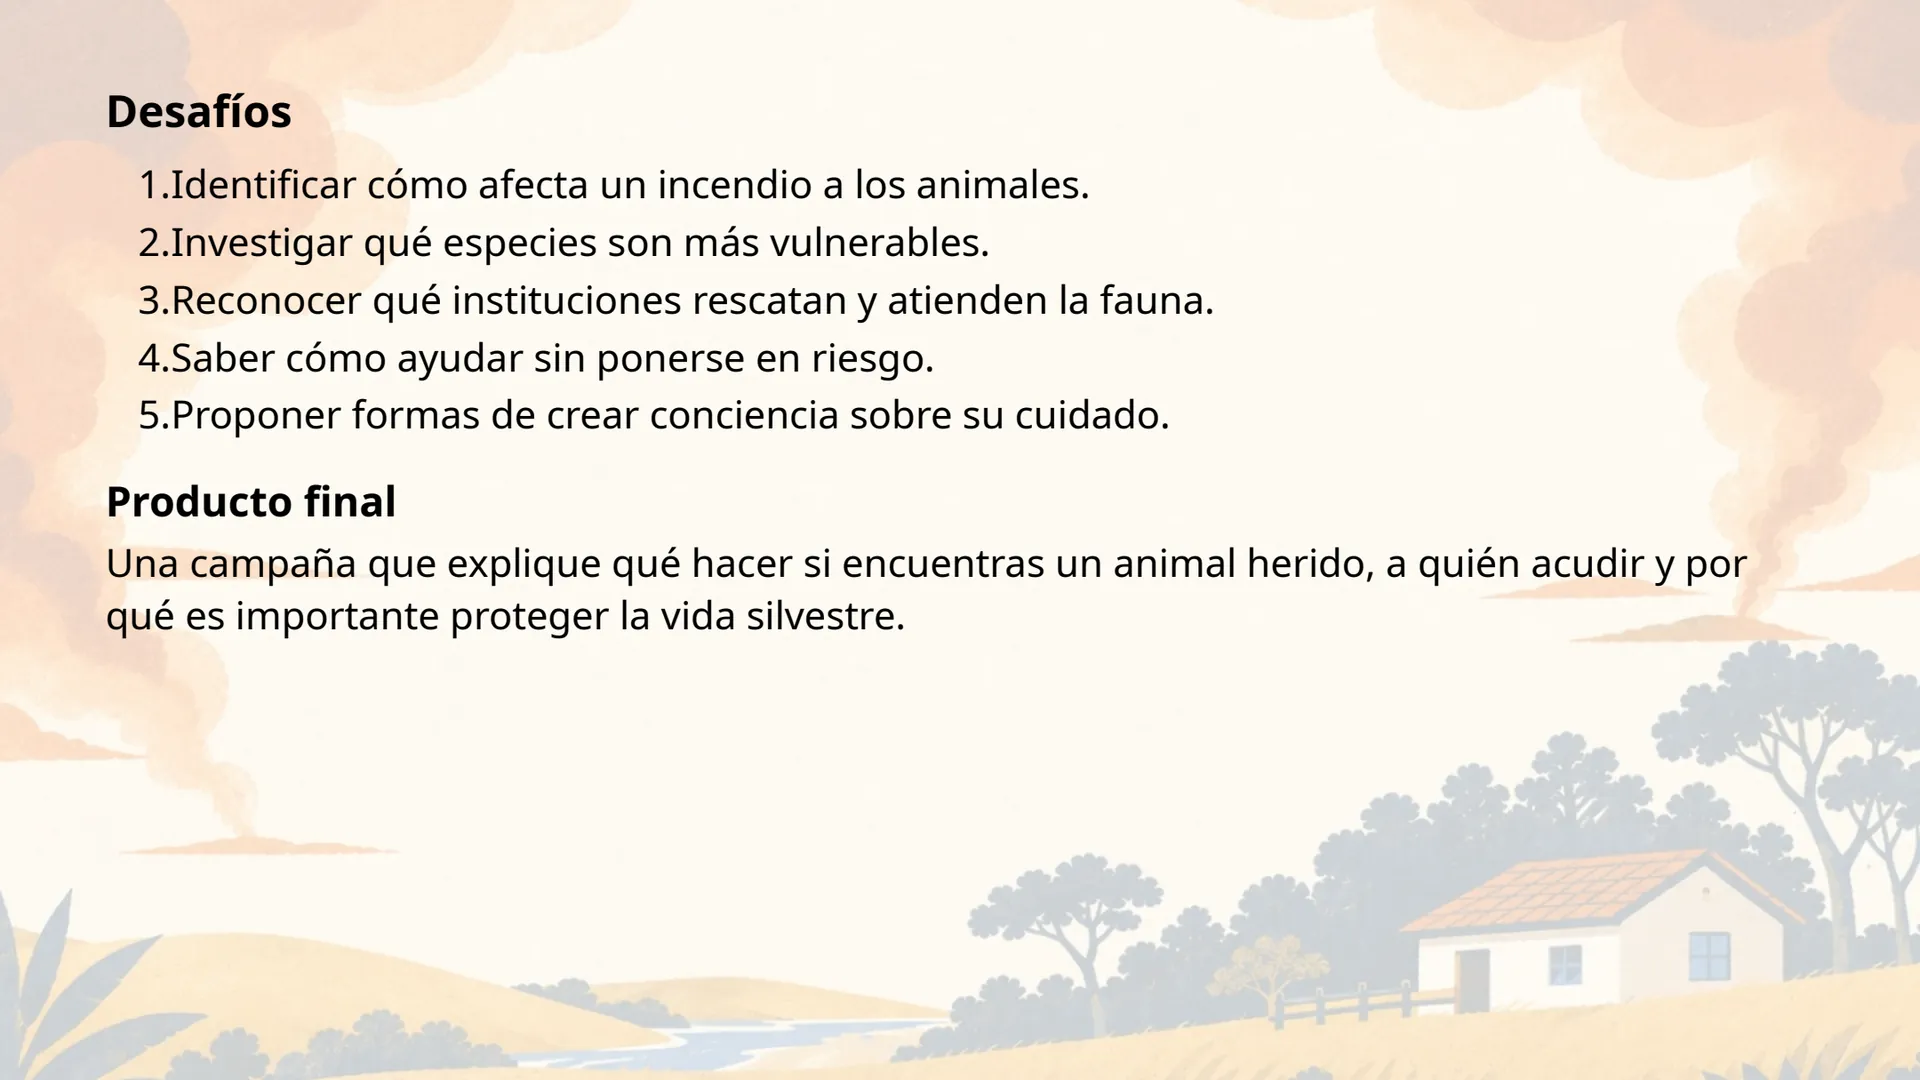 Desafíos
1.Identificar cómo afecta un incendio a los animales.
2.Investigar qué especies son más vulnerables.
3.Reconocer qué instituciones rescatan y atienden la fauna.
4.Saber cómo ayudar sin ponerse en riesgo.
5.Proponer formas de crear conciencia sobre su cuidado.
Producto final
Una campaña que explique qué hacer si encuentras un animal herido, a quién acudir y por
qué es importante proteger la vida silvestre.